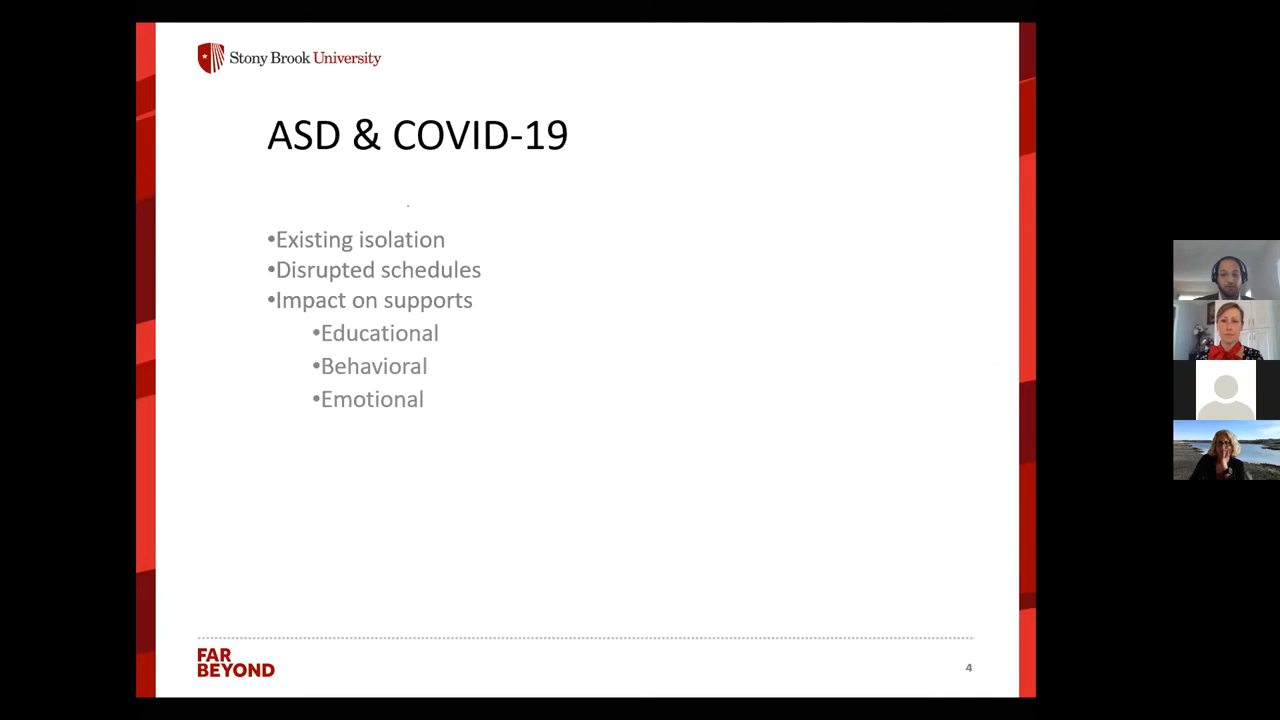 Stony Brook University
ASD & COVID-19
•Existing isolation
•Disrupted schedules
•Impact on supports
•Educational
•Behavioral
•Emotional
FAR
BEYOND
4